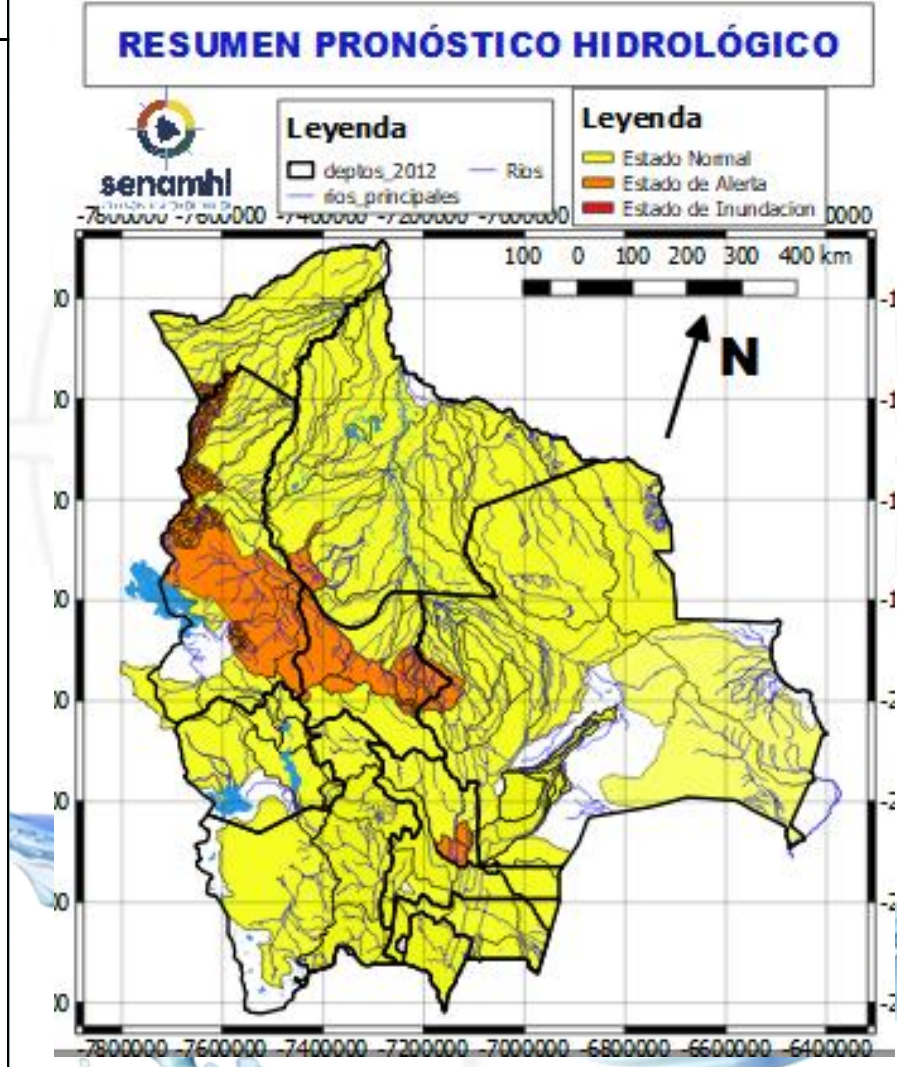 RESUMEN PRONÓSTICO HIDROLÓGICO
senamhi
Leyenda
deptos_2012
Rios
rios_principales
Leyenda
Estado Normal
Estado de Alerta
Estado de Inundacion
-7800000 -7600000 -7400000 -7200000 -7000000
100 0 100 200 300 400 km
N
-7800000 -7600000 -7400000 -7200000 -7000000 -6800000 -6600000 -6400000